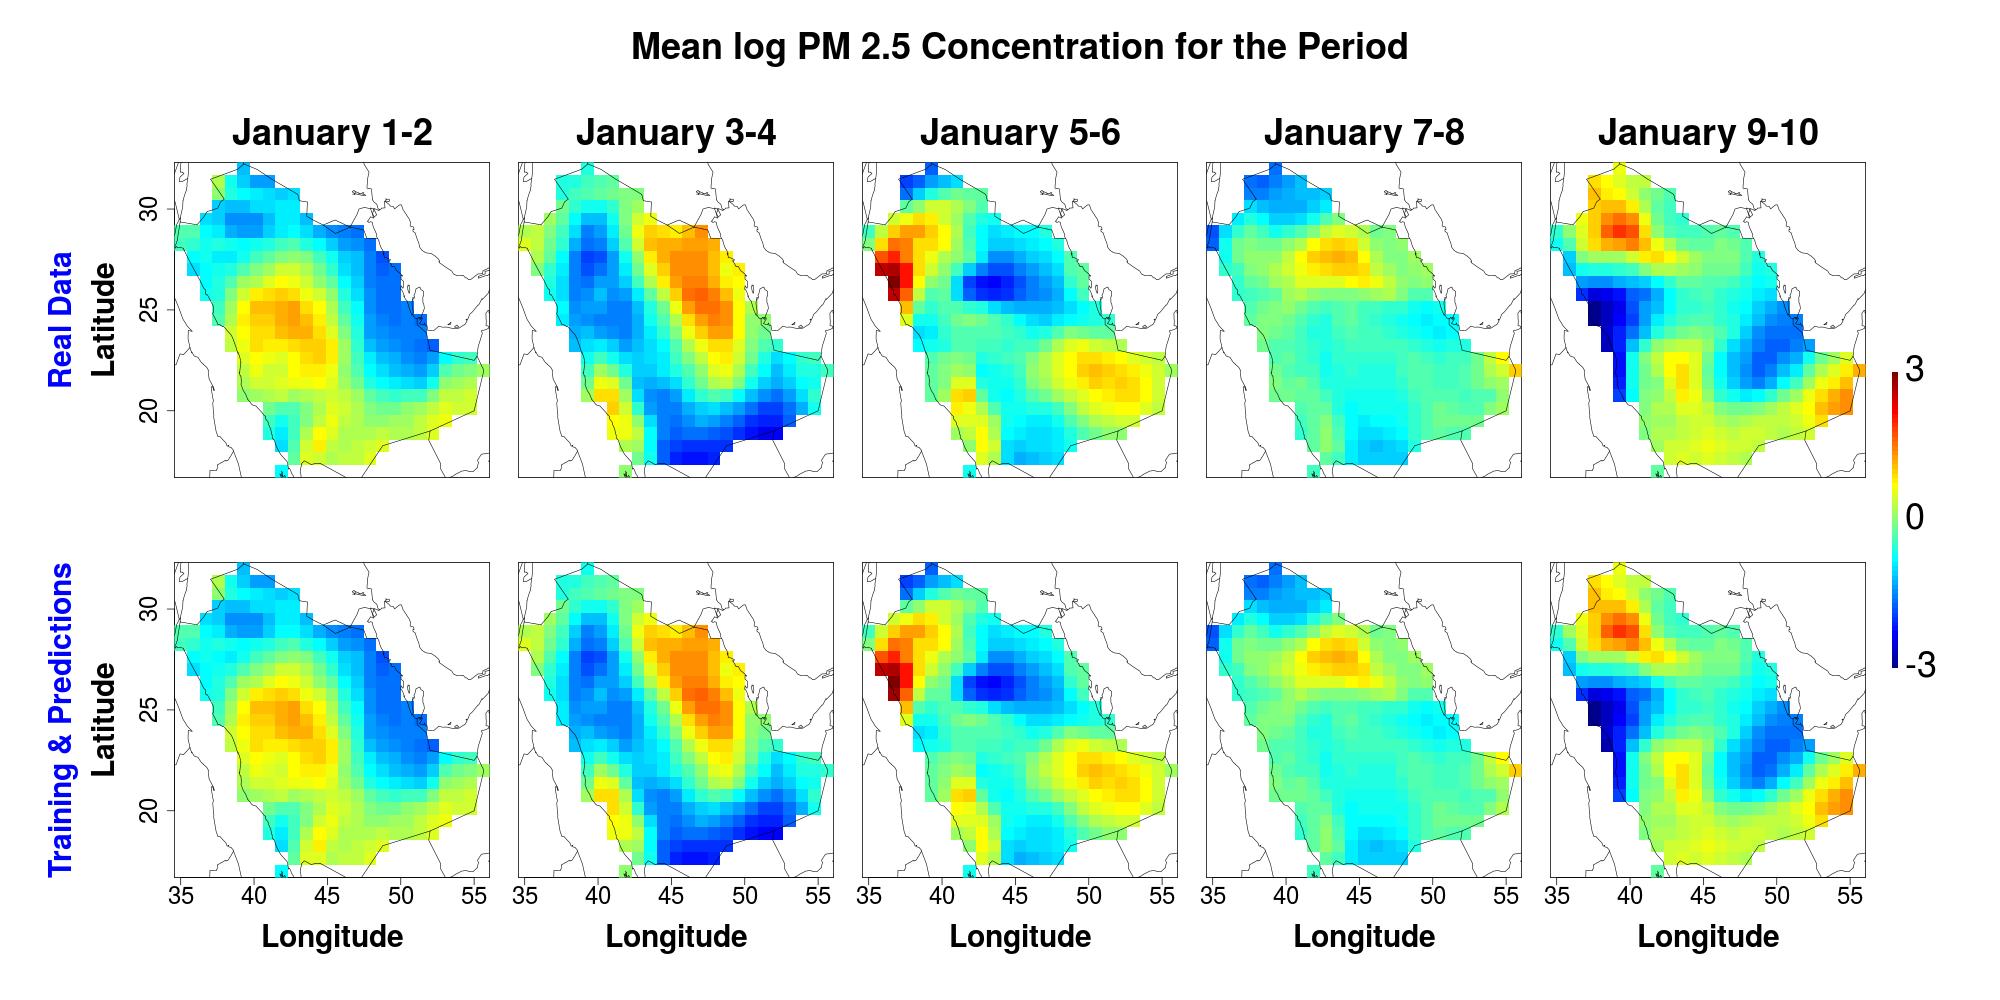 Mean log PM 2.5 Concentration for the Period
January 1-2 January 3-4 January 5-6 January 7-8 January 9-10
Real Data
Latitude
30
25
20
3
0
-3
Training & Predictions
Latitude
30
25
20
35 40 45 50 55 35 40 45 50 55 35 40 45 50 55 35 40 45 50 55 35 40 45 50 55
Longitude Longitude Longitude Longitude Longitude